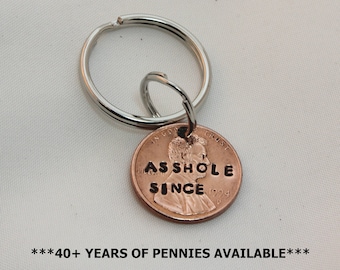 ASSHOLE
SINCE
***40+ YEARS OF PENNIES AVAILABLE***